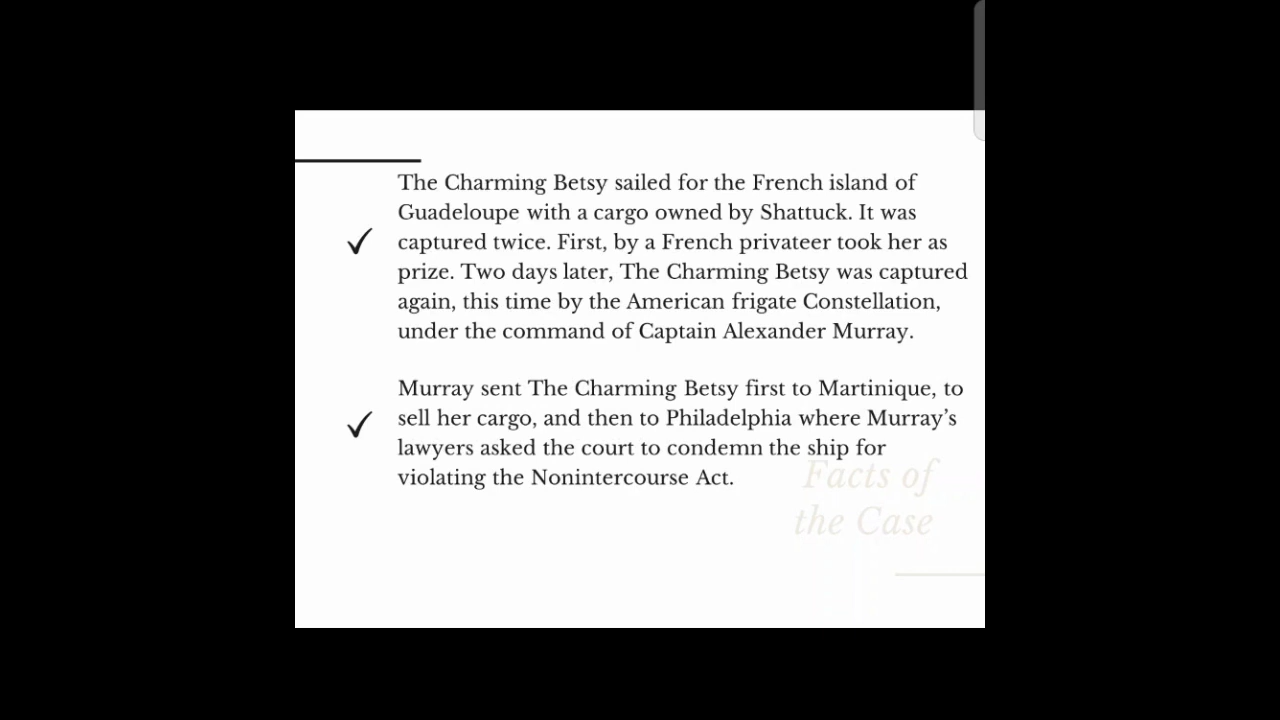 The Charming Betsy sailed for the French island of
Guadeloupe with a cargo owned by Shattuck. It was
captured twice. First, by a French privateer took her as
prize. Two days later, The Charming Betsy was captured
again, this time by the American frigate Constellation,
under the command of Captain Alexander Murray.
Murray sent The Charming Betsy first to Martinique, to
sell her cargo, and then to Philadelphia where Murray’s
lawyers asked the court to condemn the ship for
violating the Nonintercourse Act.
Facts of
the Case